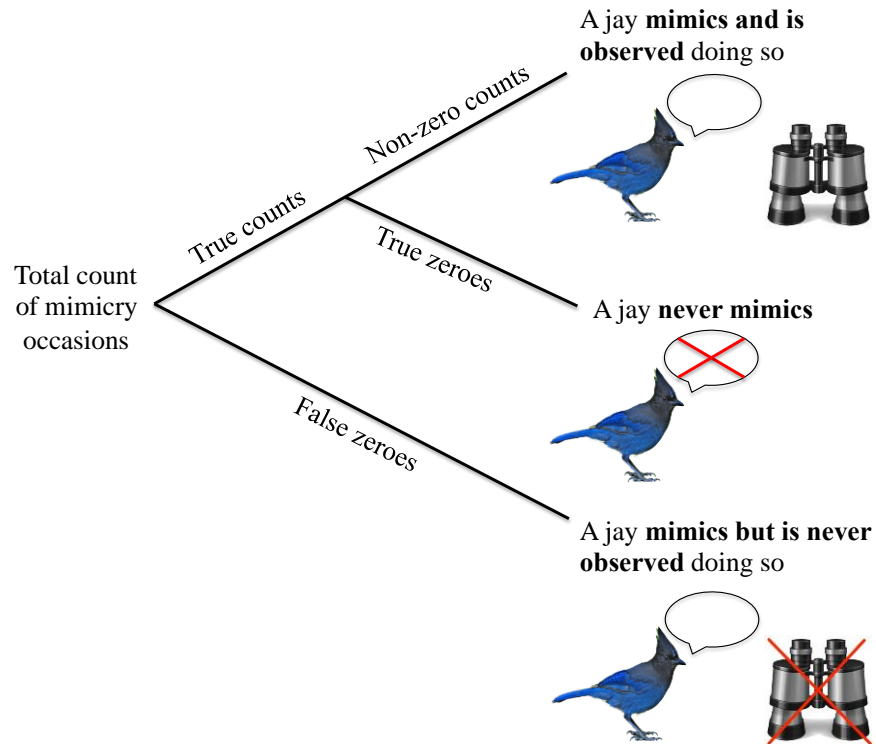 A jay mimics and is
observed doing so
Non-zero counts
True counts
True zeroes
Total count
of mimicry
occasions
A jay never mimics
False zeroes
A jay mimics but is never
observed doing so